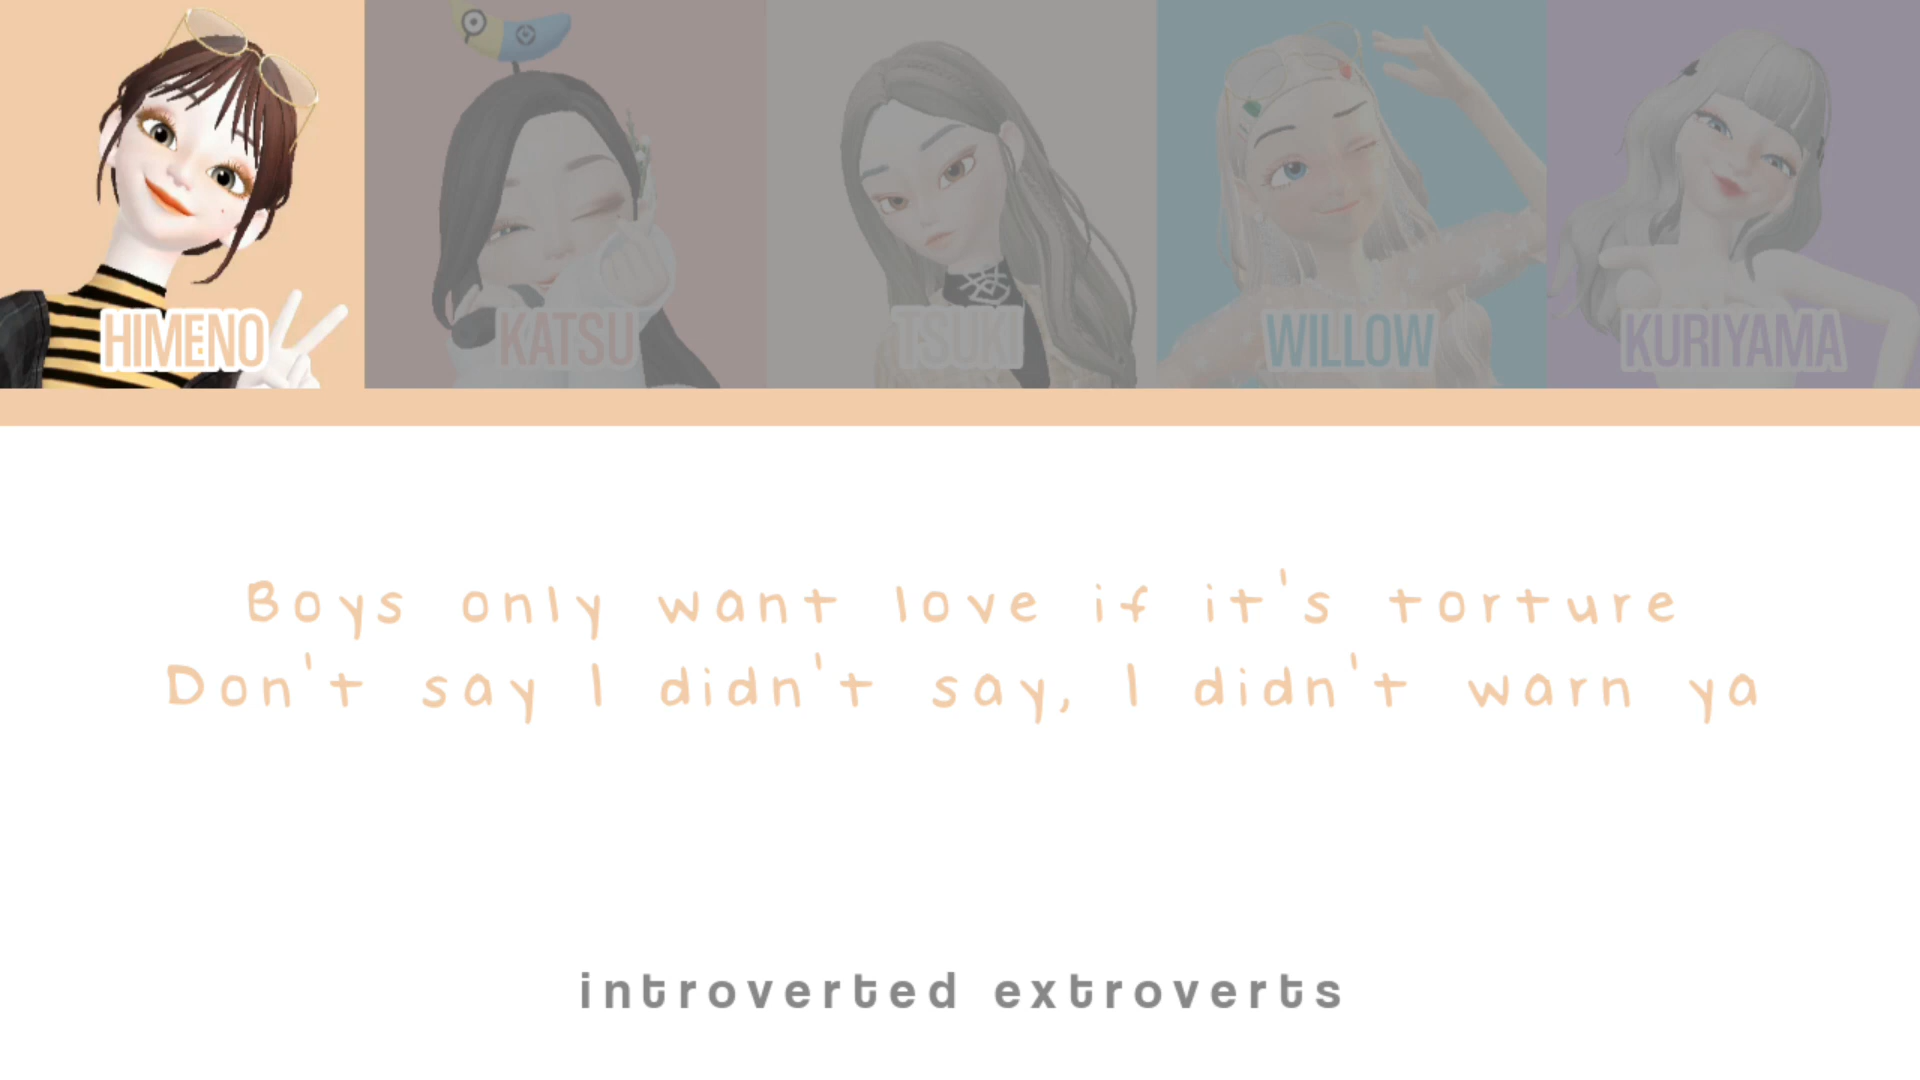 HIMENO
KATSU
TSUKI
WILLOW
KURIYAMA
Boys only want love if it's torture
Don't say I didn't say, I didn't warn ya
introverted extroverts